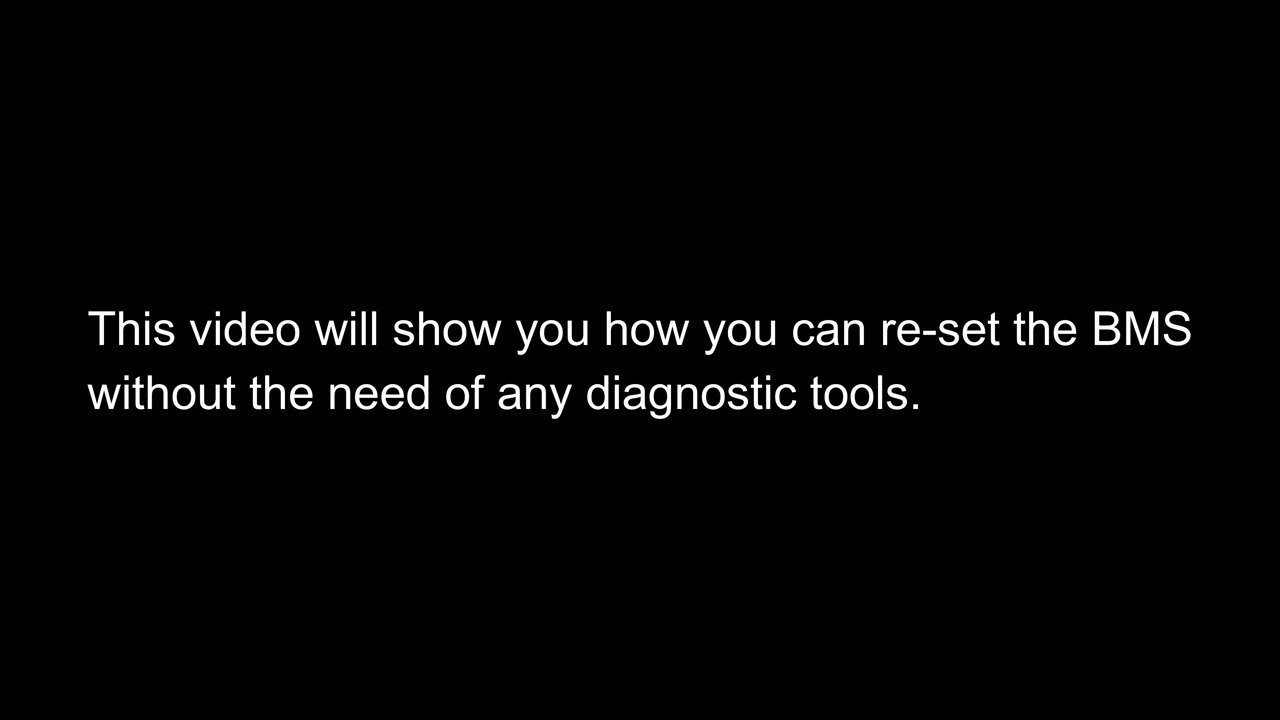 This video will show you how you can re-set the BMS
without the need of any diagnostic tools.